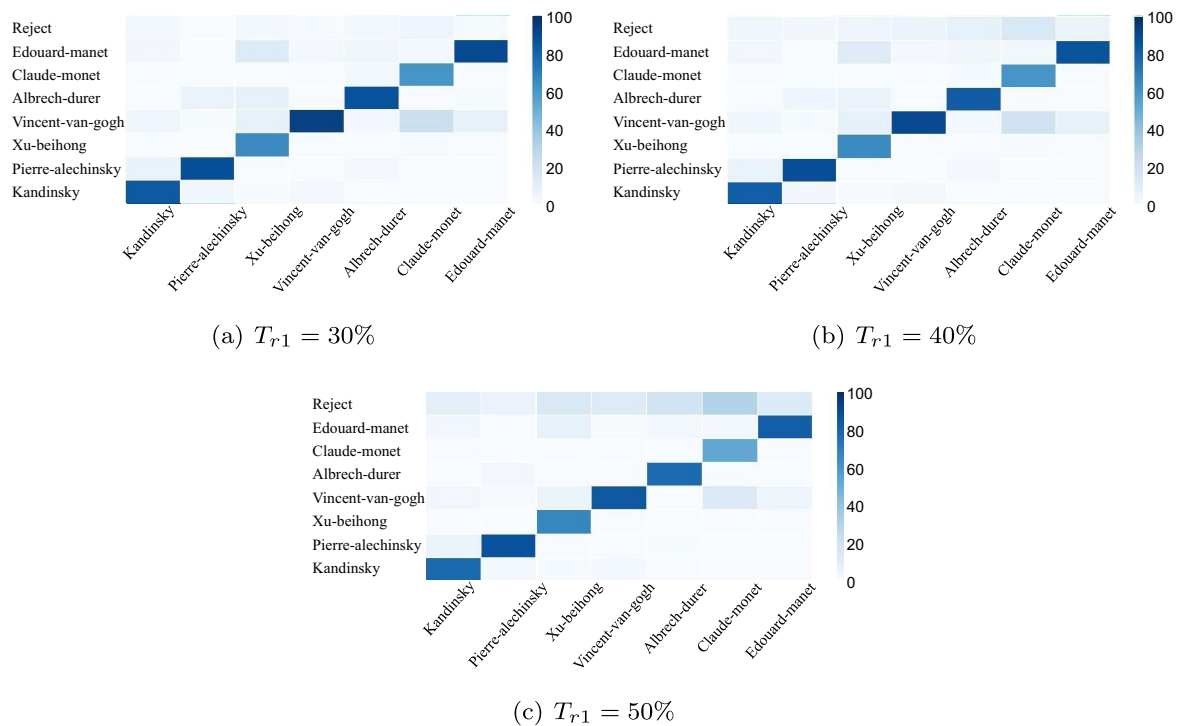 Reject
Edouard-manet
Claude-monet
Albrech-durer
Vincent-van-gogh
Xu-beihong
Pierre-alechinsky
Kandinsky
100
80
60
40
20
0
Kandinsky
Pierre-alechinsky
Xu-beihong
Vincent-van-gogh
Albrech-durer
Claude-monet
Edouard-manet
(a) T_{r1} = 30%
Reject
Edouard-manet
Claude-monet
Albrech-durer
Vincent-van-gogh
Xu-beihong
Pierre-alechinsky
Kandinsky
100
80
60
40
20
0
Kandinsky
Pierre-alechinsky
Xu-beihong
Vincent-van-gogh
Albrech-durer
Claude-monet
Edouard-manet
(b) T_{r1} = 40%
Reject
Edouard-manet
Claude-monet
Albrech-durer
Vincent-van-gogh
Xu-beihong
Pierre-alechinsky
Kandinsky
100
80
60
40
20
0
Kandinsky
Pierre-alechinsky
Xu-beihong
Vincent-van-gogh
Albrech-durer
Claude-monet
Edouard-manet
(c) T_{r1} = 50%